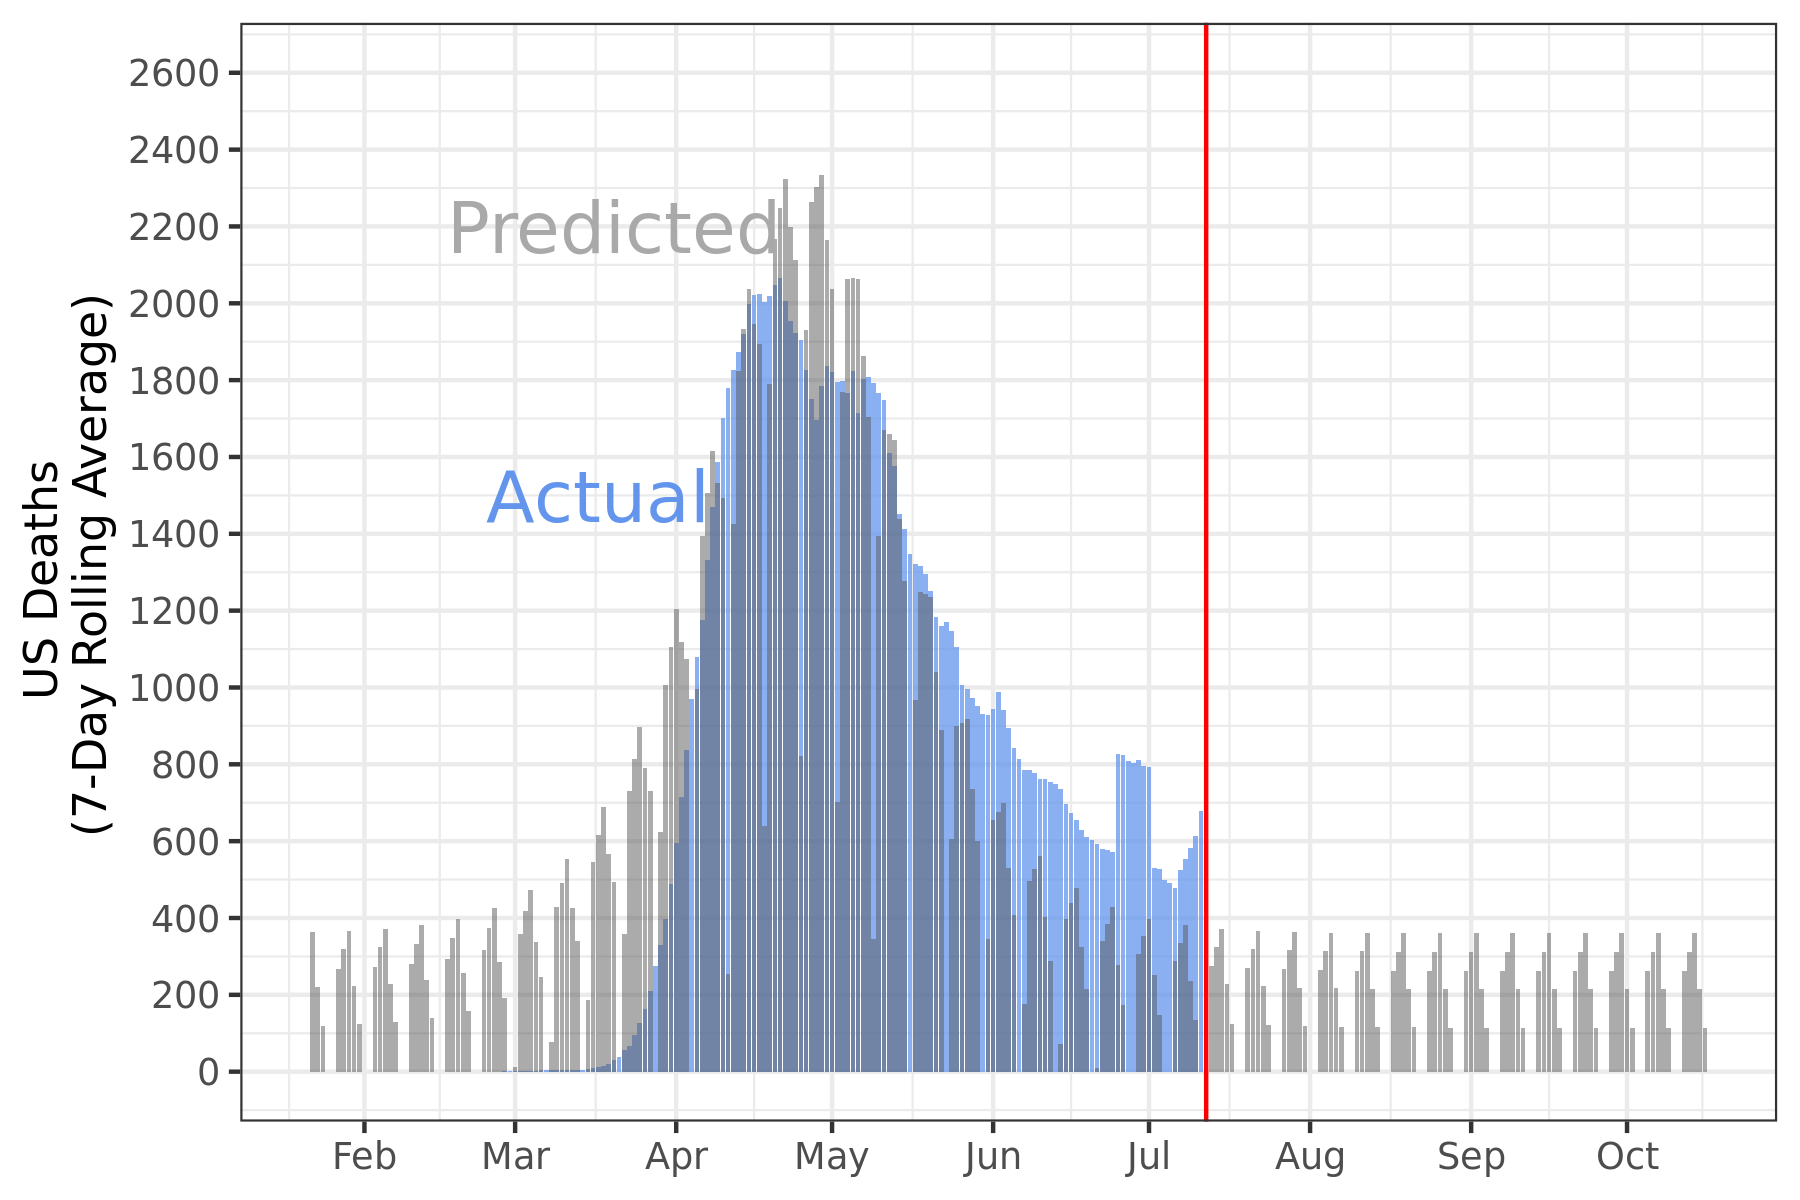 US Deaths
(7-Day Rolling Average)
2600
2400
2200
2000
1800
1600
1400
1200
1000
800
600
400
200
0
Predicted
Actual
Feb Mar Apr May Jun Jul Aug Sep Oct